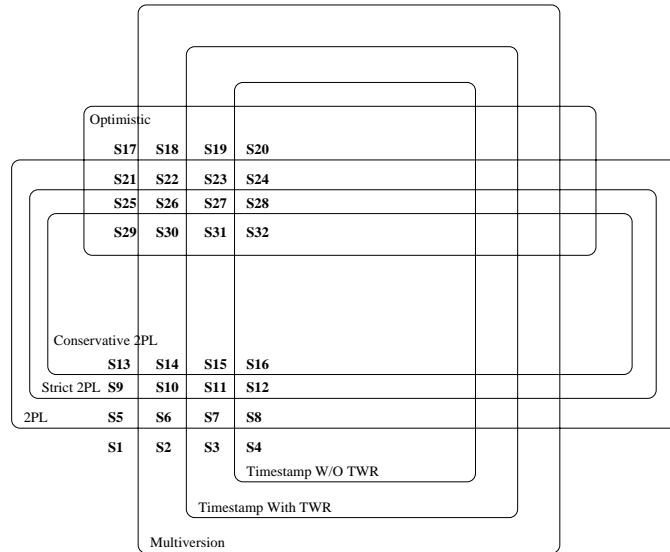 Optimistic
S17 S18 S19 S20
S21 S22 S23 S24
S25 S26 S27 S28
S29 S30 S31 S32
Conservative 2PL
S13 S14 S15 S16
Strict 2PL S9 S10 S11 S12
2PL S5 S6 S7 S8
S1 S2 S3 S4
Timestamp W/O TWR
Timestamp With TWR
Multiversion